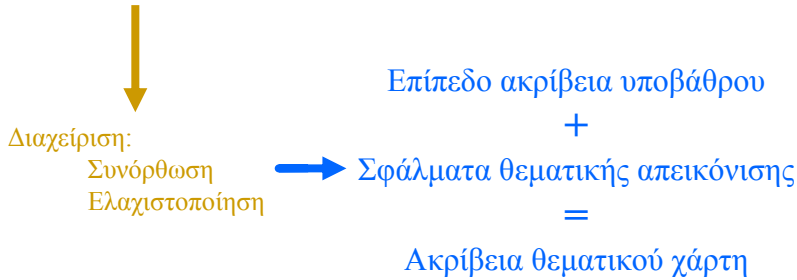 Διαχείριση:
Συνόρθωση
Ελαχιστοποίηση
Επίπεδο ακρίβεια υποβάθρου
+
Σφάλματα θεματικής απεικόνισης
=
Ακρίβεια θεματικού χάρτη